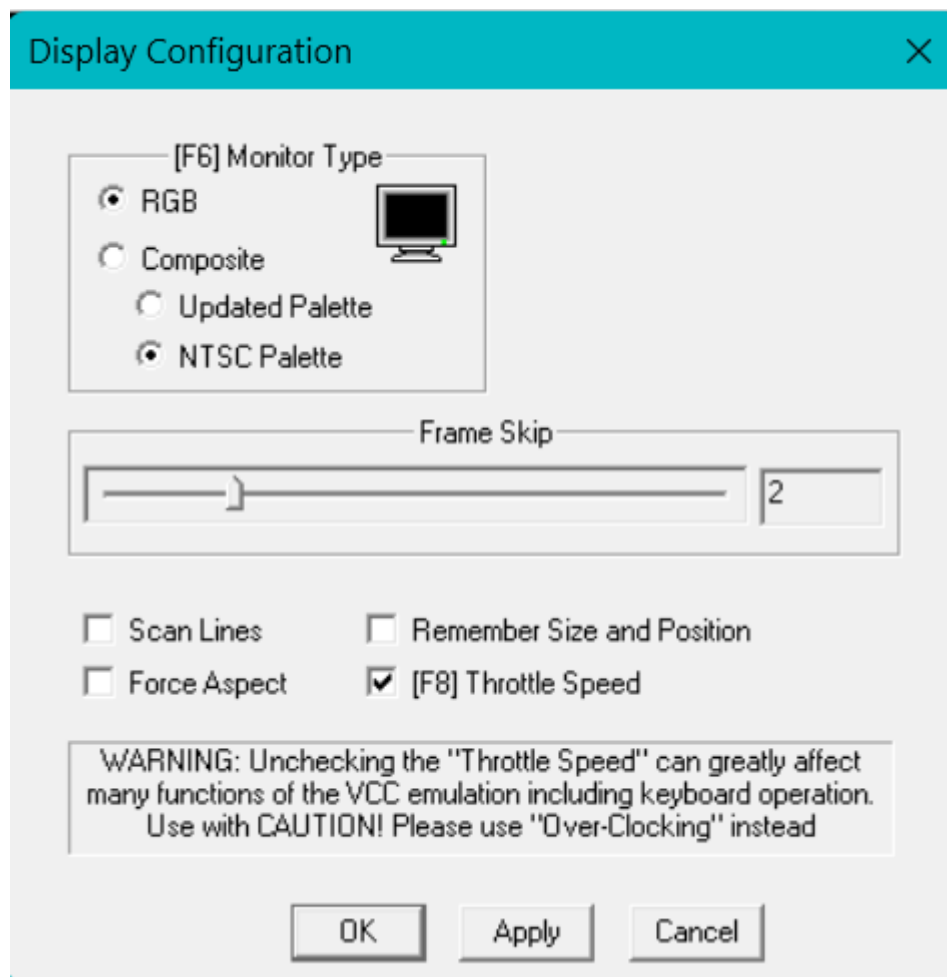 Display Configuration
[F6] Monitor Type
RGB
Composite
Updated Palette
NTSC Palette
Frame Skip
2
Scan Lines
Remember Size and Position
Force Aspect
[F8] Throttle Speed
WARNING: Unchecking the "Throttle Speed" can greatly affect
many functions of the VCC emulation including keyboard operation.
Use with CAUTION! Please use "Over-Clocking" instead
OK
Apply
Cancel